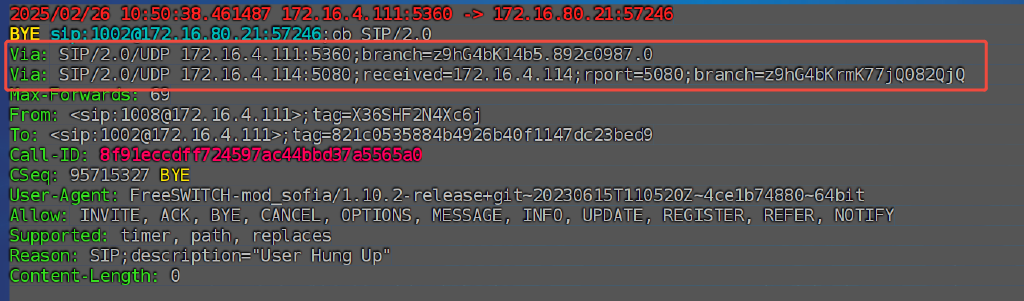 2025/02/26 10:50:38.461487 172.16.4.111:5360 -> 172.16.80.21:57246
BYE sip:1002@172.16.80.21:57246;ob SIP/2.0
Via: SIP/2.0/UDP 172.16.4.111:5360;branch=z9hG4bK14b5.892c0987.0
Via: SIP/2.0/UDP 172.16.4.114:5080;received=172.16.4.114;rport=5080;branch=z9hG4bKrmK77jQ082QjQ
Max-Forwards: 69
From: <sip:1008@172.16.4.111>;tag=X36SHF2N4Xc6j
To: <sip:1002@172.16.4.111>;tag=821c0535884b4926b40f1147dc23bed9
Call-ID: 8f91eccdff724597ac44bbd37a5565a0
CSeq: 95715327 BYE
User-Agent: FreeSWITCH-mod_sofia/1.10.2-release+git~20230615T110520Z~4ce1b74880~64bit
Allow: INVITE, ACK, BYE, CANCEL, OPTIONS, MESSAGE, INFO, UPDATE, REGISTER, REFER, NOTIFY
Supported: timer, path, replaces
Reason: SIP;description="User Hung Up"
Content-Length: 0